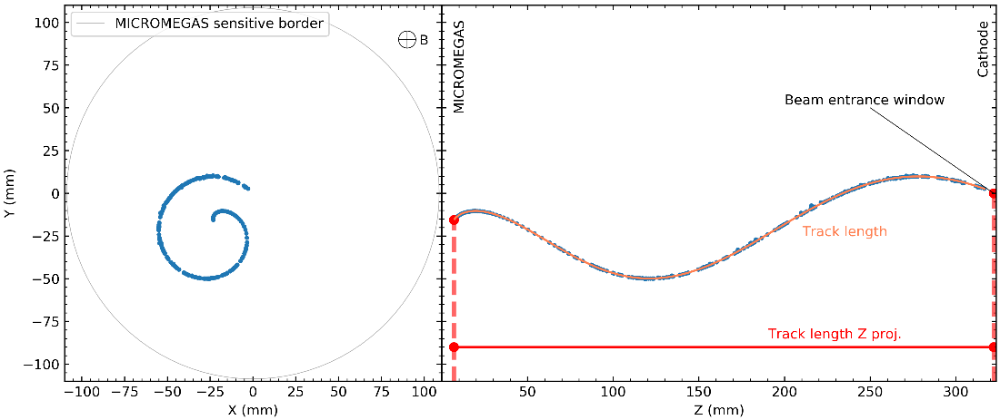 MICROMEGAS sensitive border
B
100
75
50
25
0
−25
−50
−75
−100
Y (mm)
−100 −75 −50 −25 0 25 50 75 100
X (mm)
MICROMEGAS
Cathode
Beam entrance window
Track length
Track length Z proj.
50 100 150 200 250 300
Z (mm)